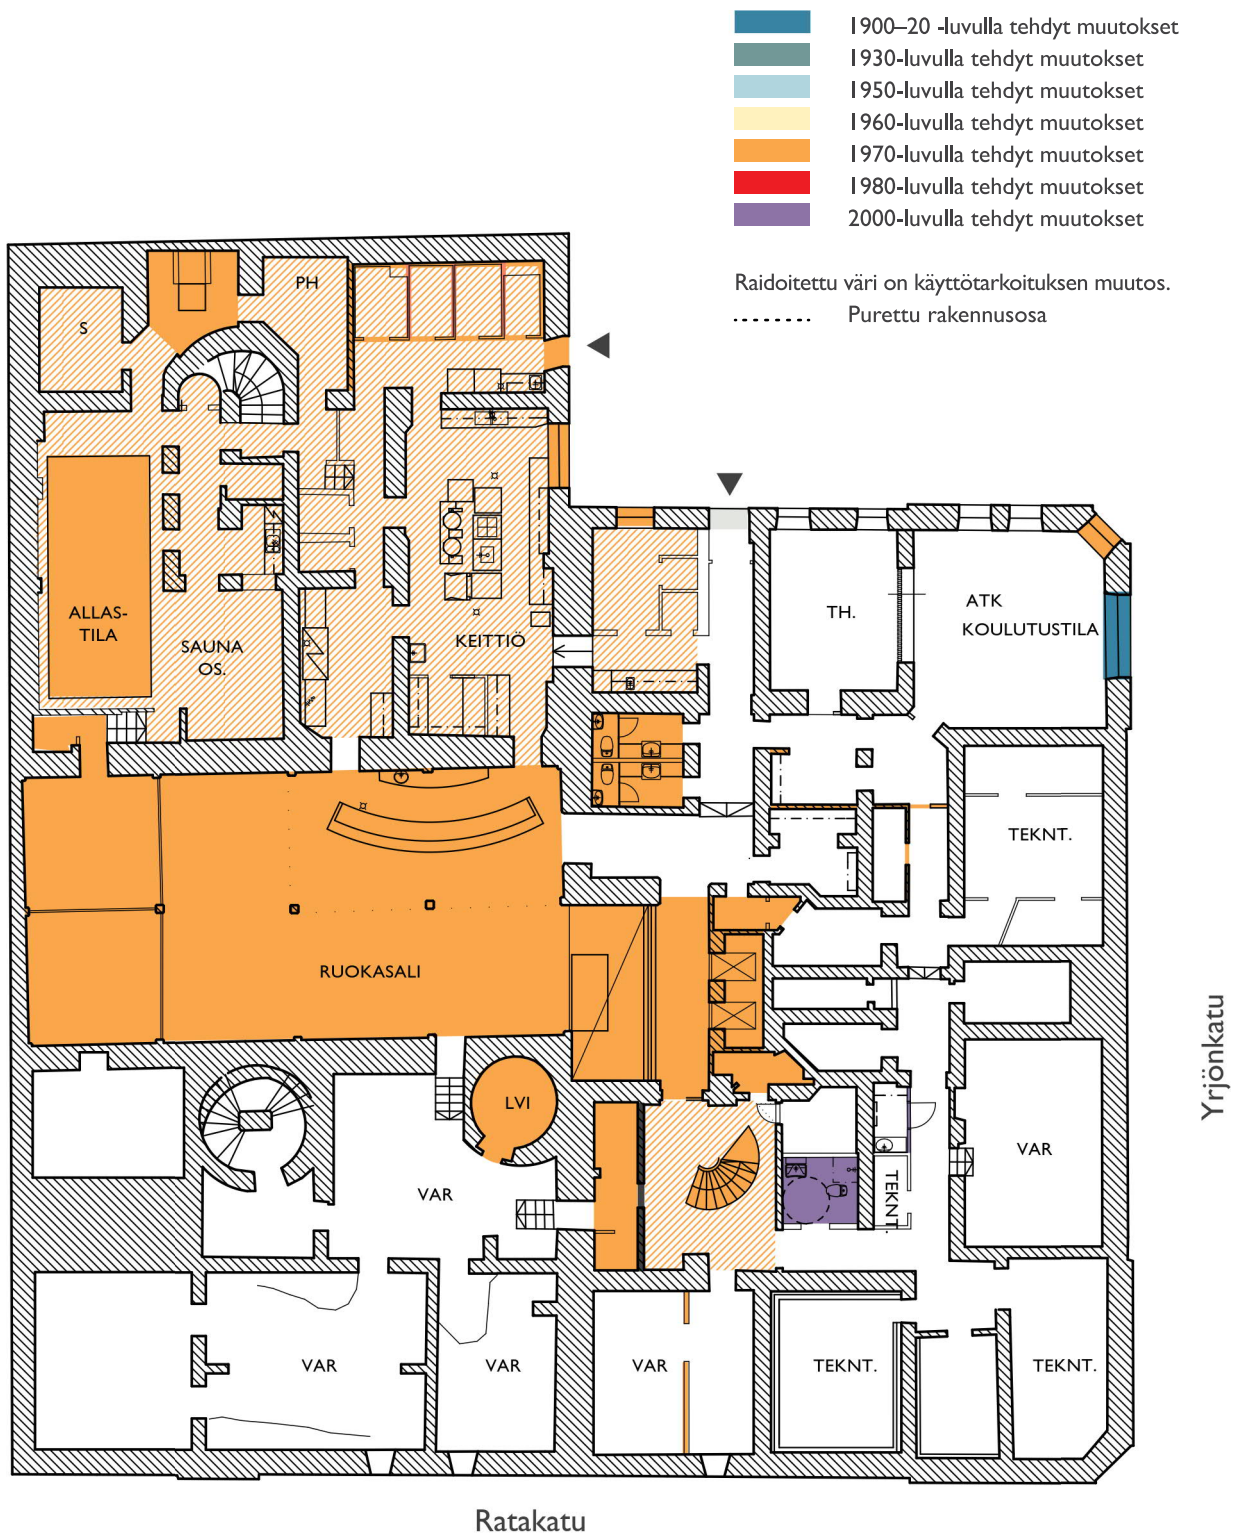 1900–20 -luvulla tehdyt muutokset
1930-luvulla tehdyt muutokset
1950-luvulla tehdyt muutokset
1960-luvulla tehdyt muutokset
1970-luvulla tehdyt muutokset
1980-luvulla tehdyt muutokset
2000-luvulla tehdyt muutokset
Raidoitettu väri on käyttötarkoituksen muutos.
Purettu rakennusosa
PH
S
ALLAS-
TILA
SAUNA
OS.
KEITTIÖ
TH.
ATK
KOULUTUSTILA
TEKNT.
RUOKASALI
LVI
VAR
VAR
TEKNT.
VAR
VAR
VAR
TEKNT.
TEKNT.
Yrjönkatu
Ratakatu